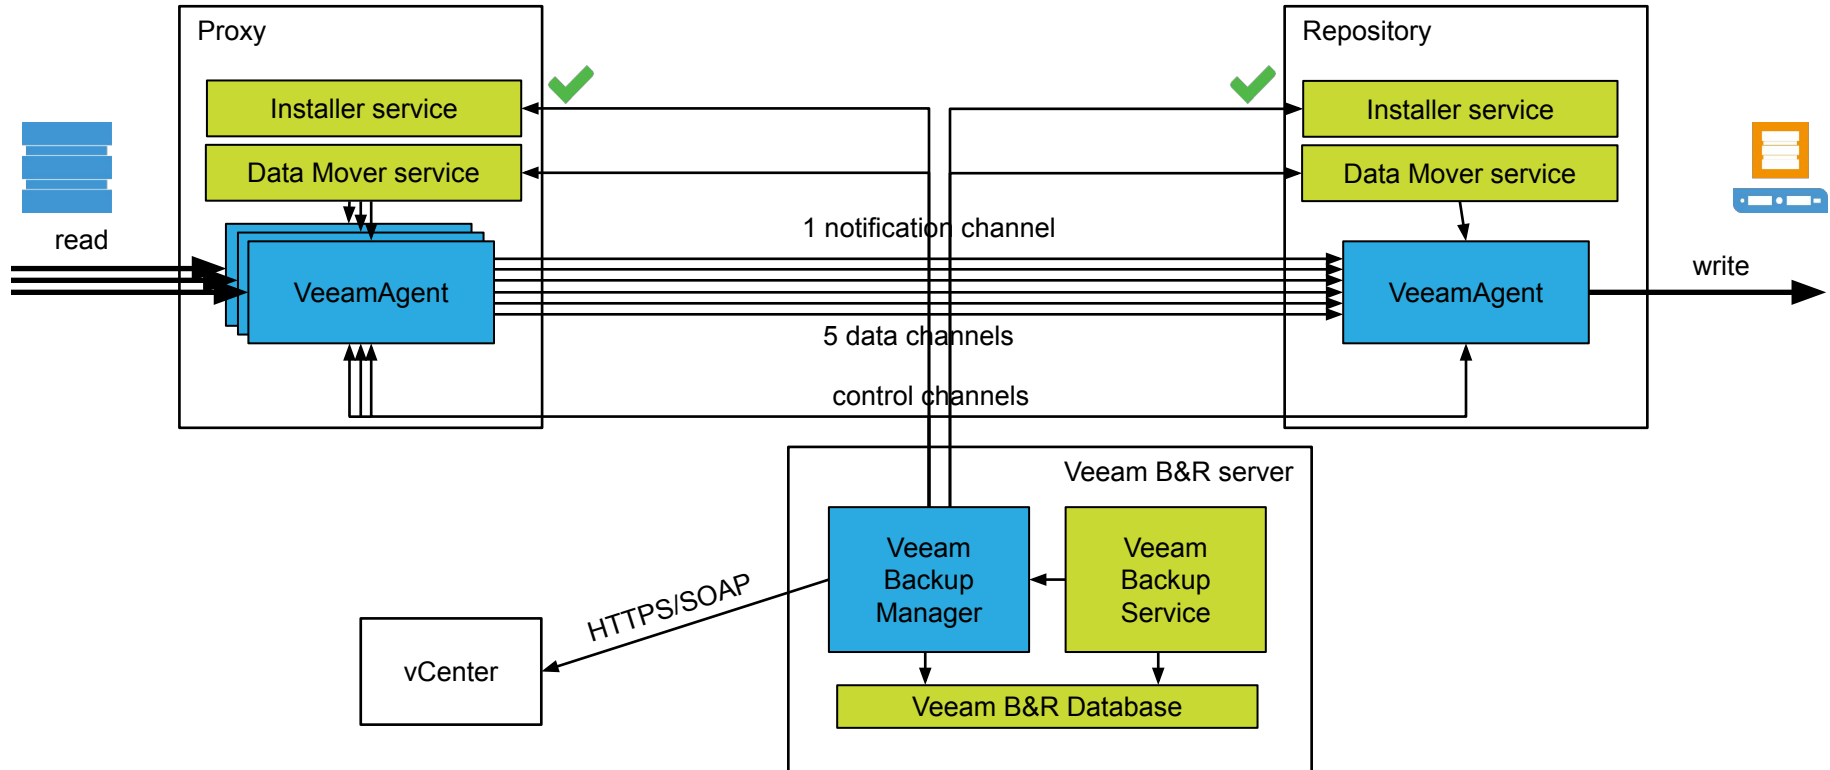 Proxy
Repository
Installer service
Installer service
Data Mover service
Data Mover service
read
1 notification channel
write
VeeamAgent
VeeamAgent
5 data channels
control channels
Veeam B&R server
Veeam
Backup
Manager
Veeam
Backup
Service
HTTPS/SOAP
vCenter
Veeam B&R Database